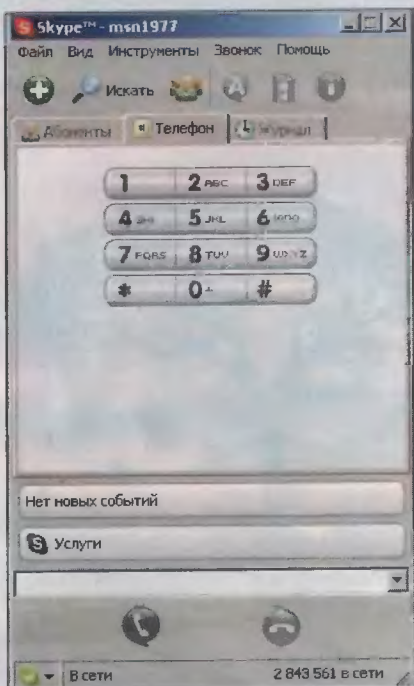 Skype™ - msn1977
Файл Вид Инструменты Звонок Помощь
Искать
Абоненты Телефон Журнал
1 2 ABC 3 DEF
4 5 JKL 6
7 PQRS 8 TUV 9 WXYZ
* 0 + #
Нет новых событий
Услуги
В сети 2 843 561 в сети